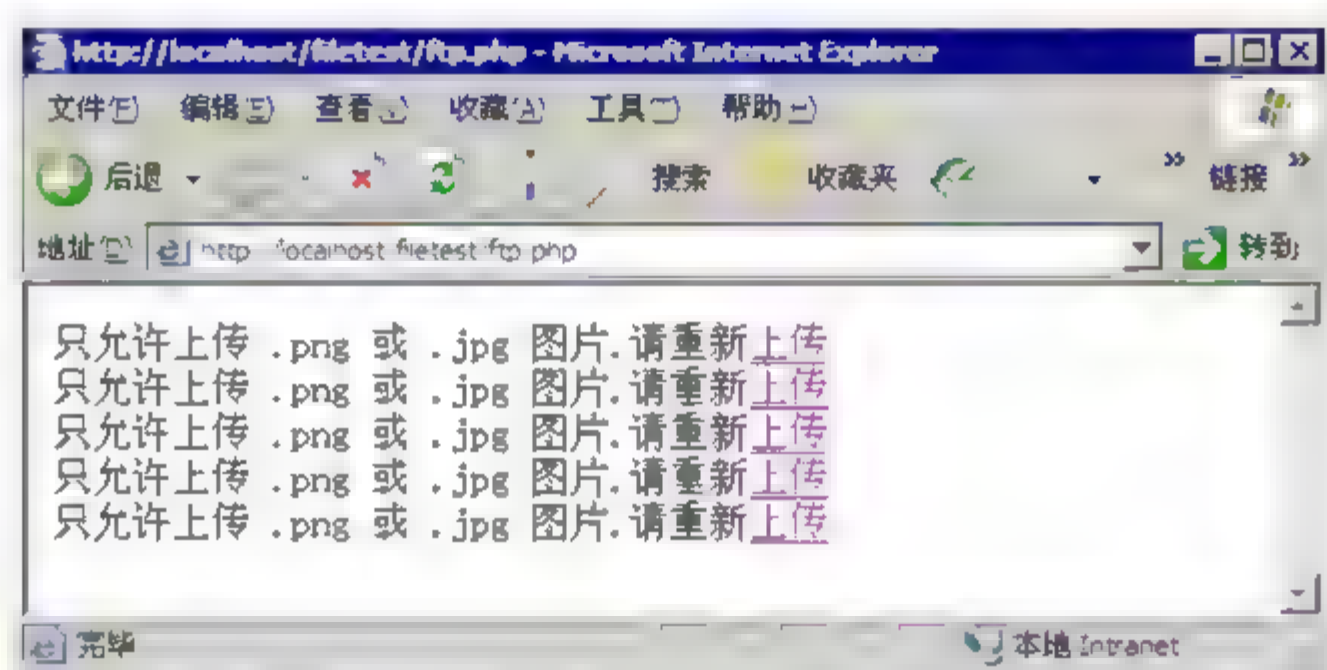 http://localhost/filetest/ftp.php - Microsoft Internet Explorer
文件(F) 编辑(E) 查看(V) 收藏(A) 工具(T) 帮助(H)
后退 搜索 收藏夹 » 链接 »
地址(D) http://localhost/filetest/ftp.php 转到
只允许上传 .png 或 .jpg 图片.请重新上传
只允许上传 .png 或 .jpg 图片.请重新上传
只允许上传 .png 或 .jpg 图片.请重新上传
只允许上传 .png 或 .jpg 图片.请重新上传
只允许上传 .png 或 .jpg 图片.请重新上传
完毕 本地 Intranet